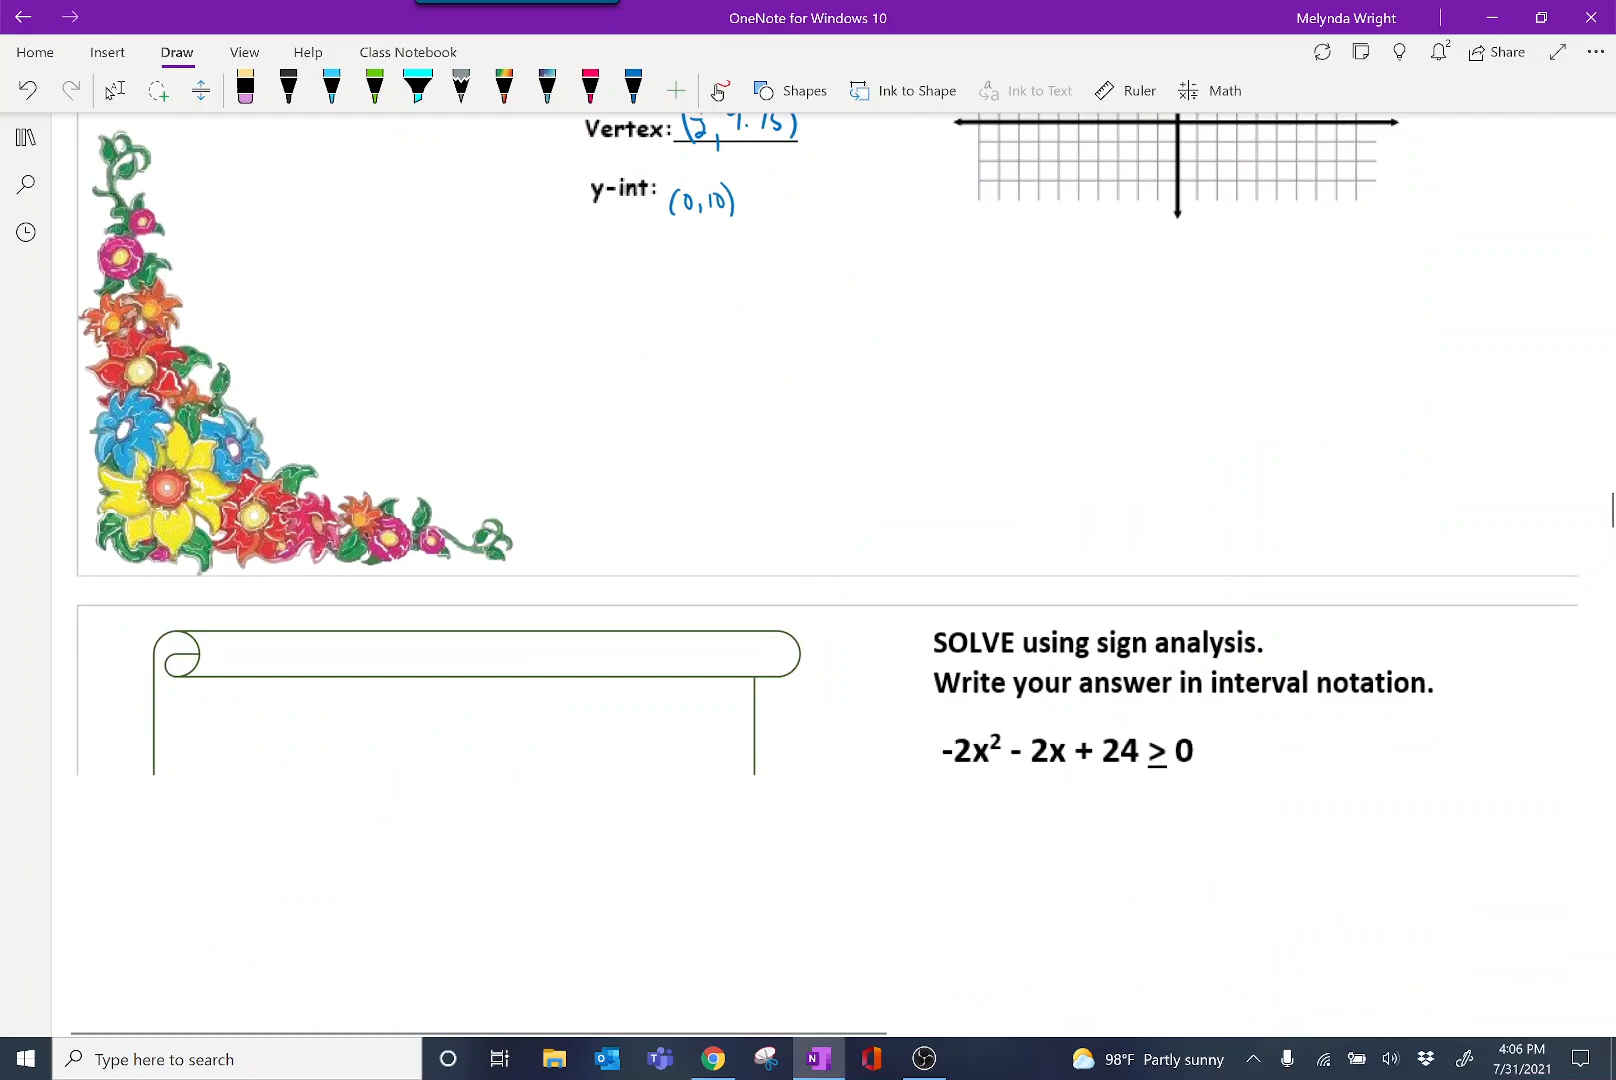 OneNote for Windows 10
Melynda Wright
Home
Insert
Draw
View
Help
Class Notebook
2
Share
Shapes
Ink to Shape
Ink to Text
Ruler
Math
Vertex:
y-int: (0,10)
SOLVE using sign analysis.
Write your answer in interval notation.
-2x² - 2x + 24 ≥ 0
Type here to search
98°F Partly sunny
4:06 PM
7/31/2021